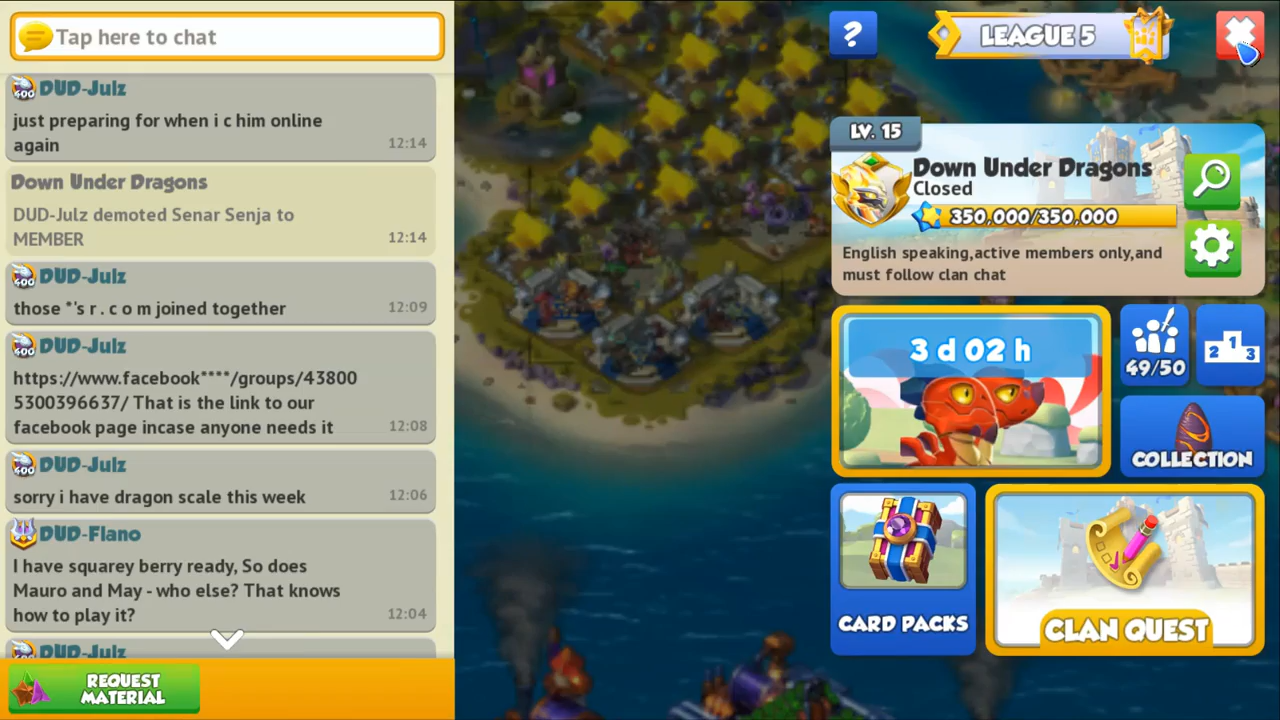 Tap here to chat
DUD-Julz
just preparing for when i c him online
again
12:14
Down Under Dragons
DUD-Julz demoted Senar Senja to
MEMBER
12:14
DUD-Julz
those *'s r . c o m joined together
12:09
DUD-Julz
https://www.facebook****/groups/43800
5300396637/ That is the link to our
facebook page incase anyone needs it
12:08
DUD-Julz
sorry i have dragon scale this week
12:06
DUD-Flano
I have squarey berry ready, So does
Mauro and May - who else? That knows
how to play it?
12:04
DUD-Julz
REQUEST
MATERIAL
?
LEAGUE 5
LV. 15
Down Under Dragons
Closed
350,000/350,000
English speaking,active members only,and
must follow clan chat
3 d 02 h
49/50
2 1 3
COLLECTION
CARD PACKS
CLAN QUEST